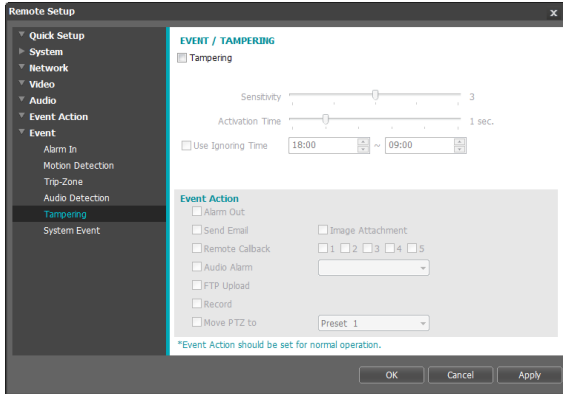 Remote Setup x
Quick Setup
System
Network
Video
Audio
Event Action
Event
Alarm In
Motion Detection
Trip-Zone
Audio Detection
Tampering
System Event
EVENT / TAMPERING
Tampering
Sensitivity 3
Activation Time 1 sec.
Use Ignoring Time 18:00 ~ 09:00
Event Action
Alarm Out
Send Email Image Attachment
Remote Callback 1 2 3 4 5
Audio Alarm
FTP Upload
Record
Move PTZ to Preset 1
*Event Action should be set for normal operation.
OK Cancel Apply